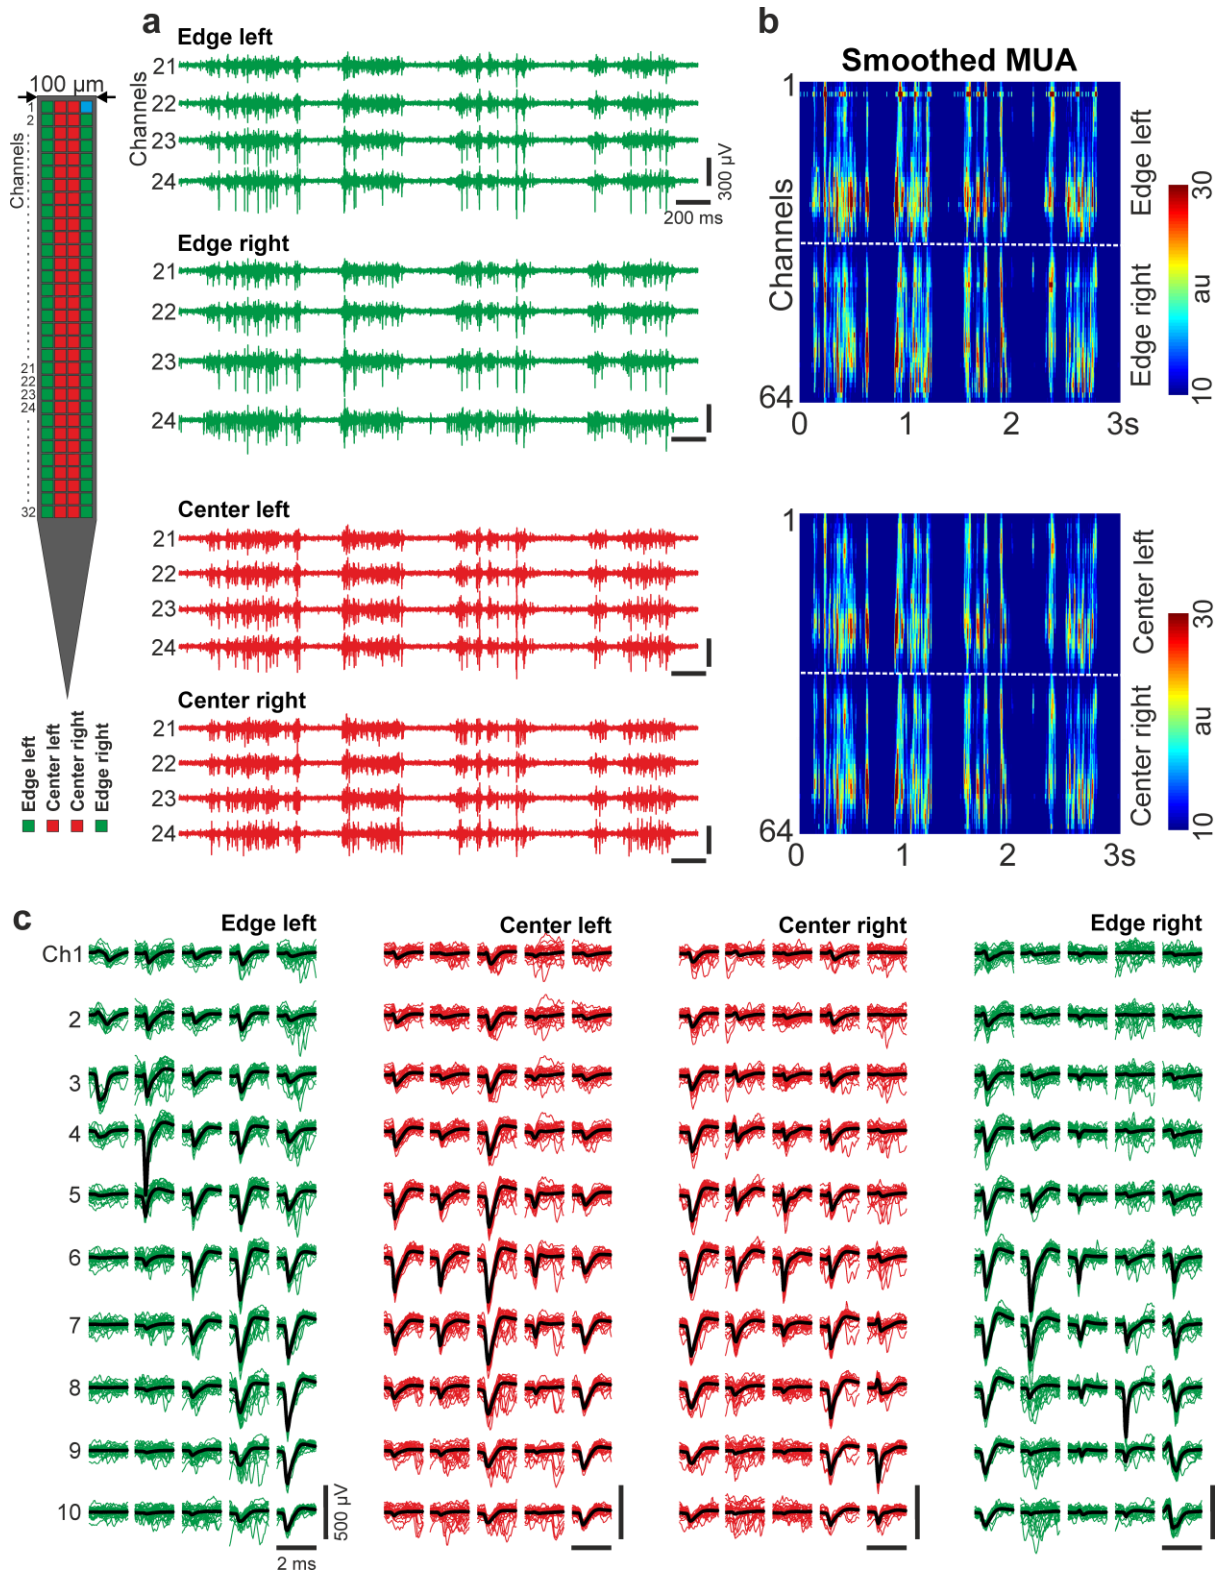 a
b
Edge left
Smoothed MUA
100 µm
Channels
1
2
21
22
23
24
32
Channels
21
22
23
24
300 µV
200 ms
Edge right
21
22
23
24
Channels
1
64
0
1
2
3s
Edge left
Edge right
30
au
10
Center left
21
22
23
24
Center right
21
22
23
24
1
64
0
1
2
3s
Center left
Center right
30
au
10
Edge left
Center left
Center right
Edge right
c
Edge left
Center left
Center right
Edge right
Ch1
2
3
4
5
6
7
8
9
10
500 µV
2 ms